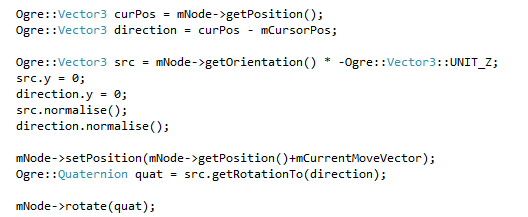 Ogre::Vector3 curPos = mNode->getPosition();
Ogre::Vector3 direction = curPos - mCursorPos;
Ogre::Vector3 src = mNode->getOrientation() * -Ogre::Vector3::UNIT_Z;
src.y = 0;
direction.y = 0;
src.normalise();
direction.normalise();
mNode->setPosition(mNode->getPosition()+mCurrentMoveVector);
Ogre::Quaternion quat = src.getRotationTo(direction);
mNode->rotate(quat);